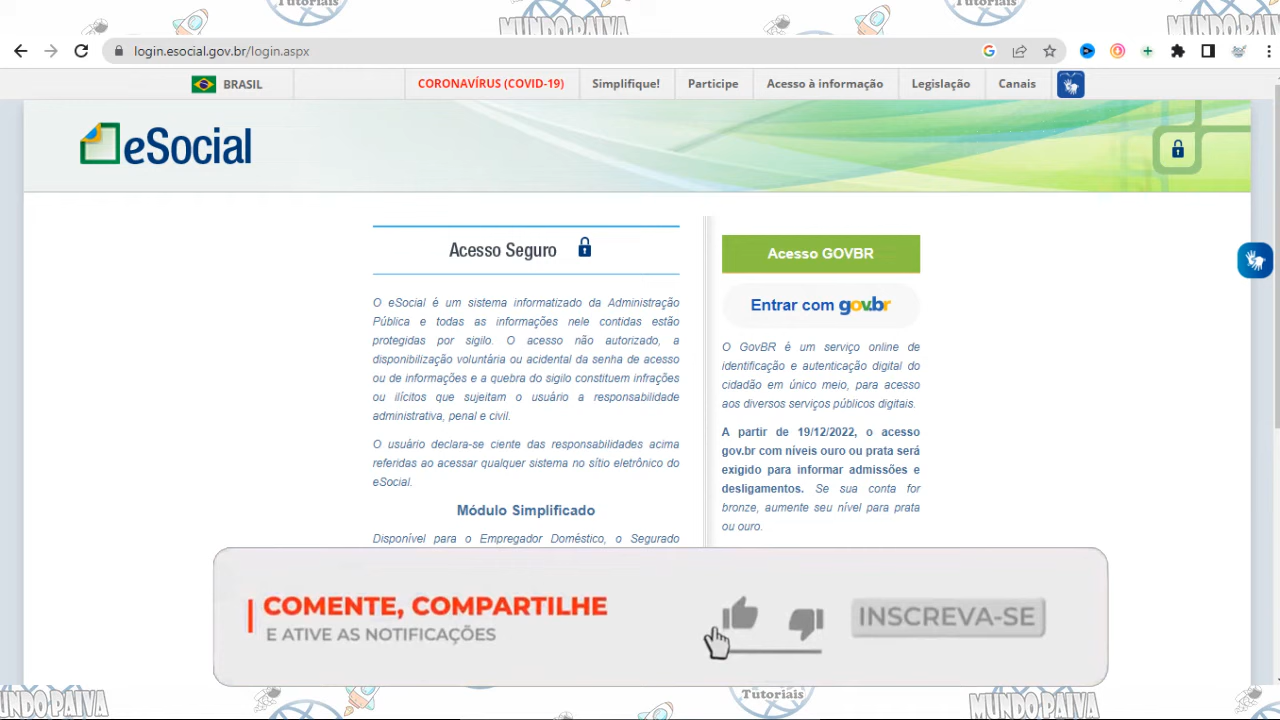 Tutoriais
Tutoriais
MUNDO PAIVA
MUNDO PAIVA
login.esocial.gov.br/login.aspx
BRASIL
CORONAVÍRUS (COVID-19)
Simplifique!
Participe
Acesso à informação
Legislação
Canais
eSocial
Acesso Seguro
O eSocial é um sistema informatizado da Administração
Pública e todas as informações nele contidas estão
protegidas por sigilo. O acesso não autorizado, a
disponibilização voluntária ou acidental da senha de acesso
ou de informações e a quebra do sigilo constituem infrações
ou ilícitos que sujeitam o usuário a responsabilidade
administrativa, penal e civil.
O usuário declara-se ciente das responsabilidades acima
referidas ao acessar qualquer sistema no sítio eletrônico do
eSocial.
Módulo Simplificado
Disponível para o Empregador Doméstico, o Segurado
Acesso GOVBR
Entrar com gov.br
O GovBR é um serviço online de
identificação e autenticação digital do
cidadão em único meio, para acesso
aos diversos serviços públicos digitais.
A partir de 19/12/2022, o acesso
gov.br com níveis ouro ou prata será
exigido para informar admissões e
desligamentos. Se sua conta for
bronze, aumente seu nível para prata
ou ouro.
COMENTE, COMPARTILHE
E ATIVE AS NOTIFICAÇÕES
INSCREVA-SE
Tutoriais
MUNDO PAIVA
MUNDO PAIVA